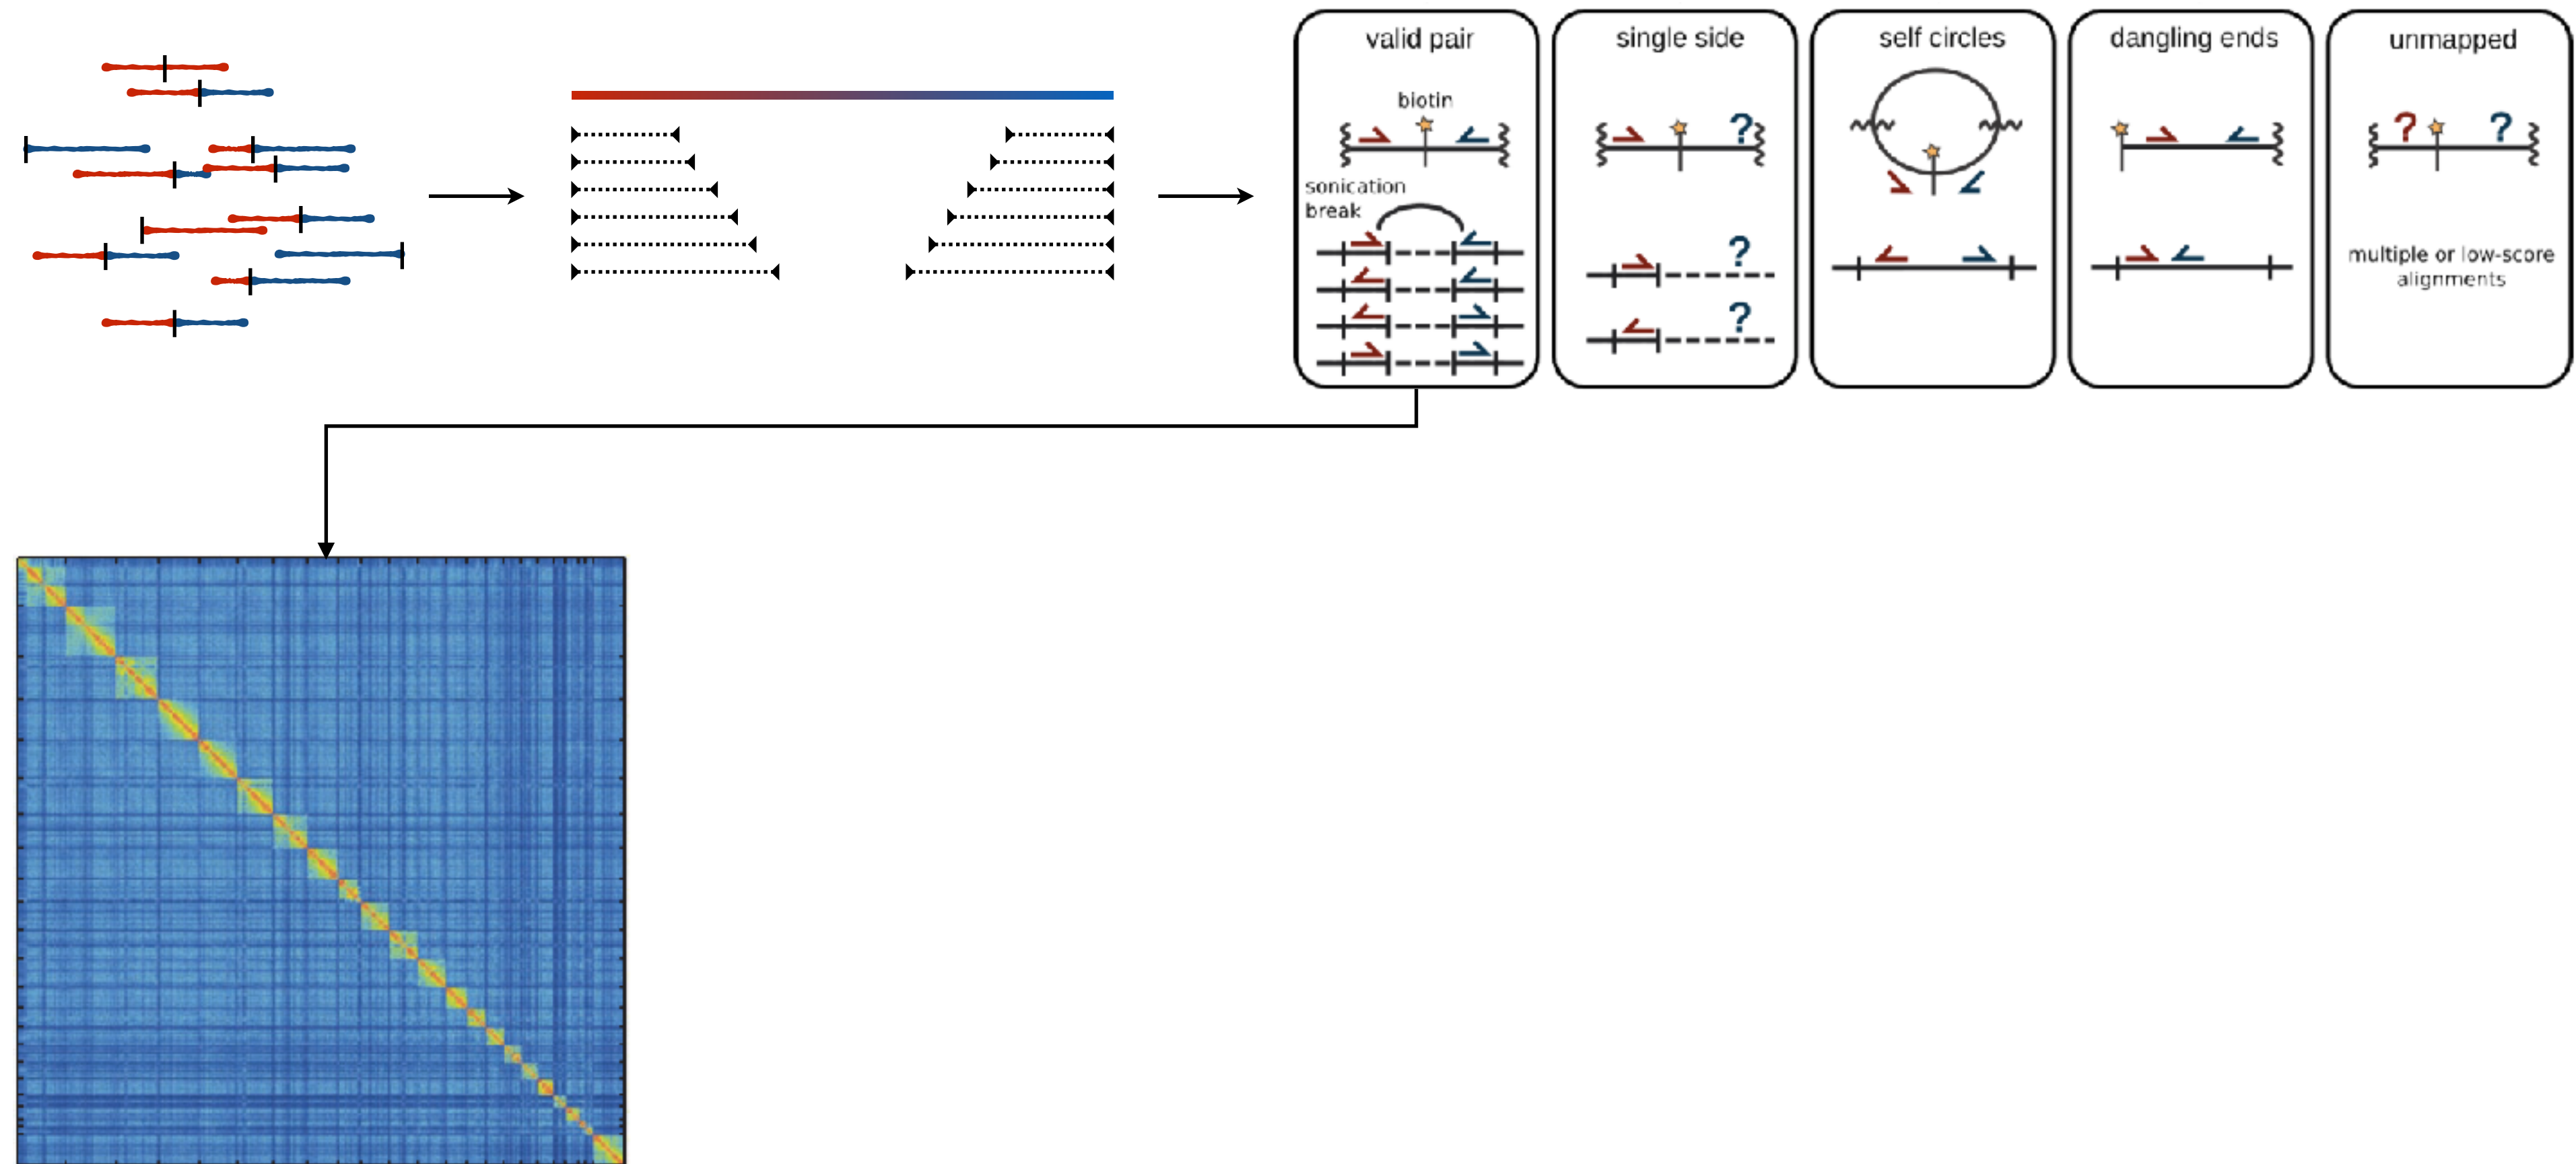 valid pair
biotin
sonication
break
single side
?
?
?
self circles
dangling ends
unmapped
? ?
multiple or low-score
alignments